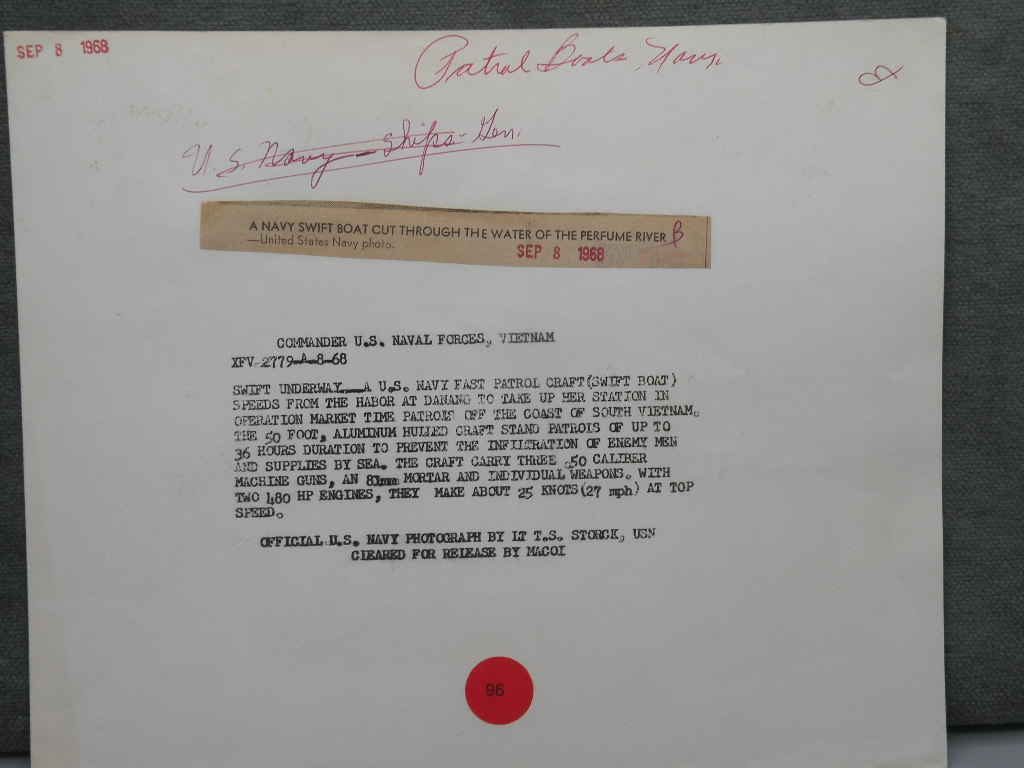 SEP 8 1968
Patrol Boats, Navy.
U.S. Navy - Ships - Gen.
A NAVY SWIFT BOAT CUT THROUGH THE WATER OF THE PERFUME RIVER B
—United States Navy photo.
SEP 8 1968
COMMANDER U.S. NAVAL FORCES, VIETNAM
XFV-2779-A-8-68
SWIFT UNDERWAY___A U.S. NAVY FAST PATROL CRAFT(SWIFT BOAT)
SPEEDS FROM THE HABOR AT DANANG TO TAKE UP HER STATION IN
OPERATION MARKET TIME PATROLS OFF THE COAST OF SOUTH VIETNAM.
THE 50 FOOT, ALUMINUM HULLED CRAFT STAND PATROLS OF UP TO
36 HOURS DURATION TO PREVENT THE INFILTRATION OF ENEMY MEN
AND SUPPLIES BY SEA. THE CRAFT CARRY THREE .50 CALIBER
MACHINE GUNS, AN 81mm MORTAR AND INDIVIDUAL WEAPONS. WITH
TWO 480 HP ENGINES, THEY MAKE ABOUT 25 KNOTS(27 mph) AT TOP
SPEED.
OFFICIAL U.S. NAVY PHOTOGRAPH BY LT T.S. STORCK, USN
CLEARED FOR RELEASE BY MACOI
96